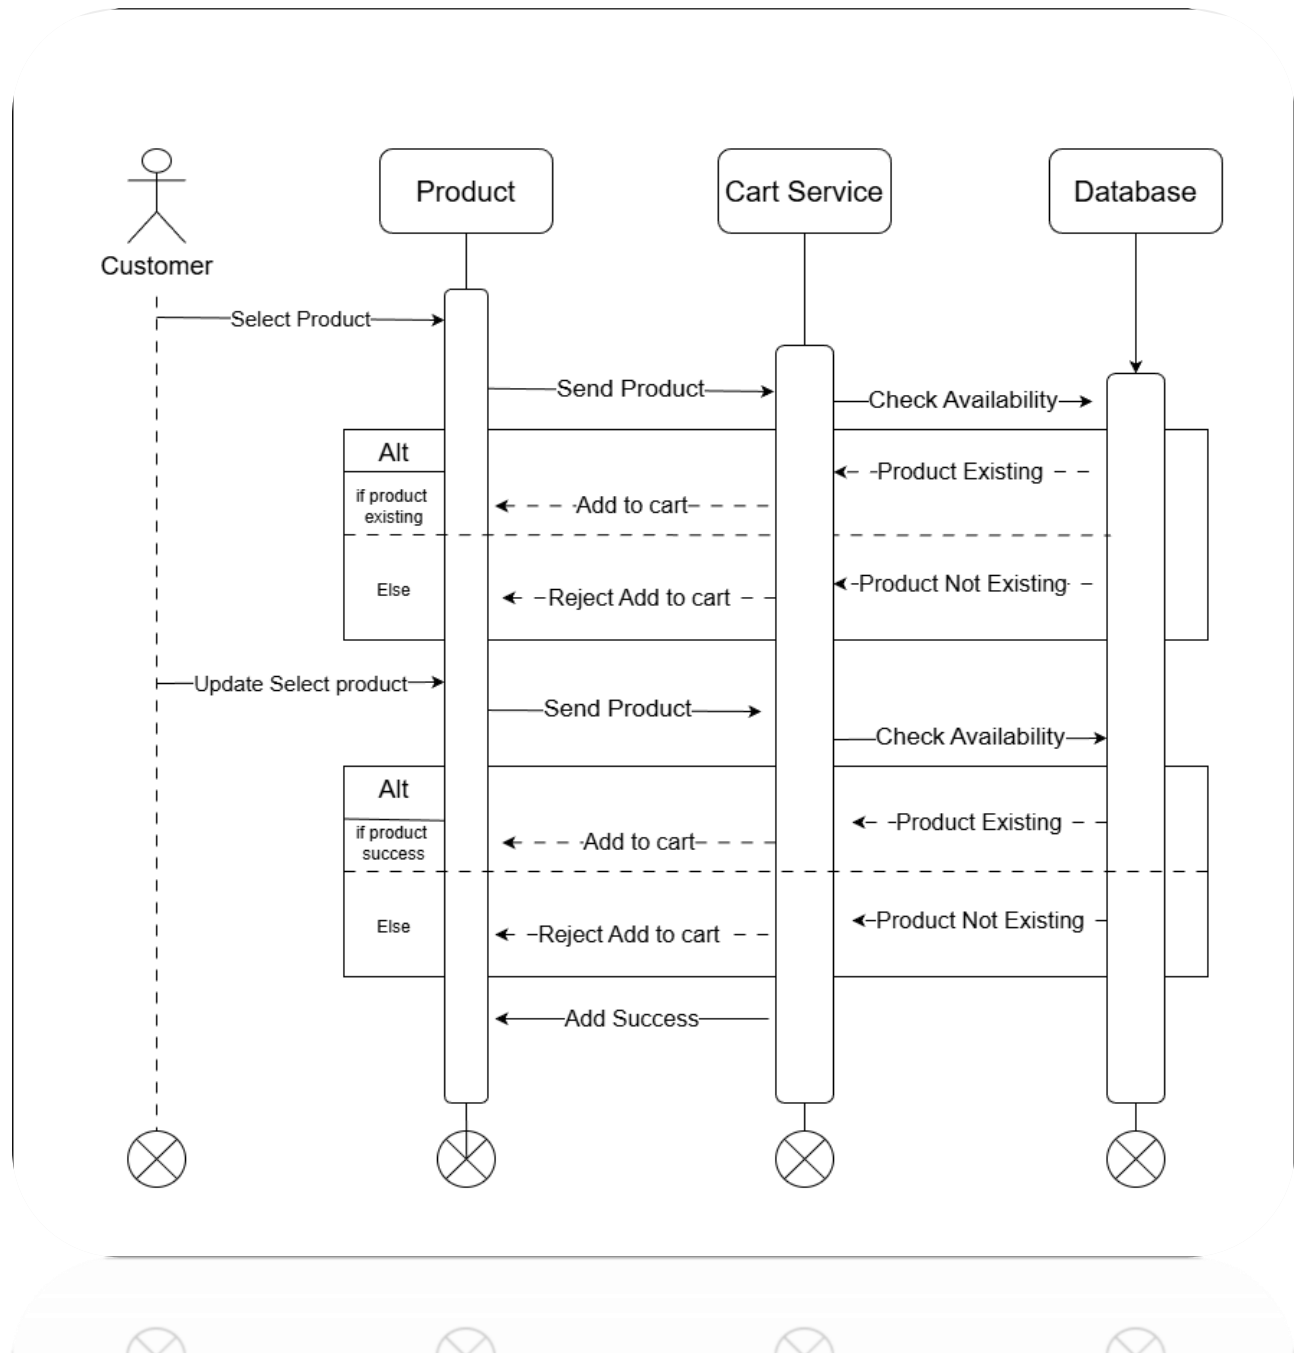 Product
Cart Service
Database
Customer
Select Product
Send Product
Check Availability
Alt
Product Existing
if product
existing
Add to cart
Else
Product Not Existing
Reject Add to cart
Update Select product
Send Product
Check Availability
Alt
Product Existing
if product
success
Add to cart
Else
Product Not Existing
Reject Add to cart
Add Success